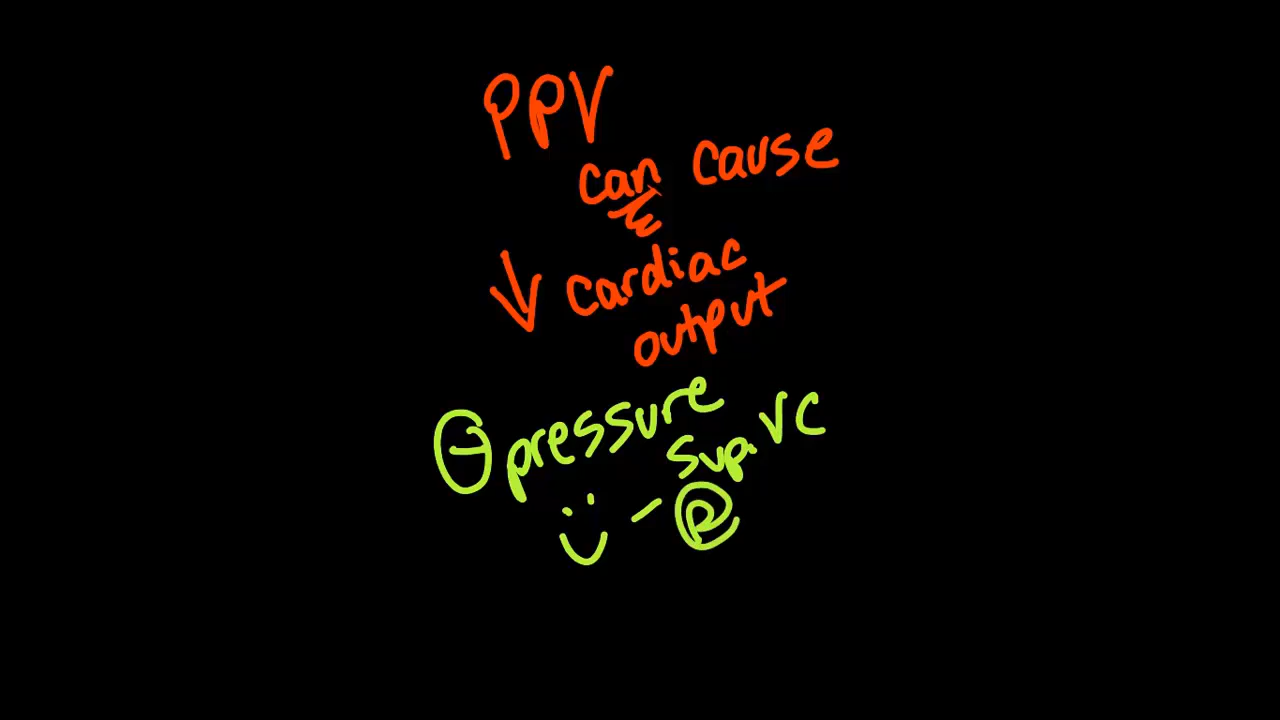 PPV
can cause
↓ cardiac
output
⊖ pressure
Sup. VC
:) - Ⓡ